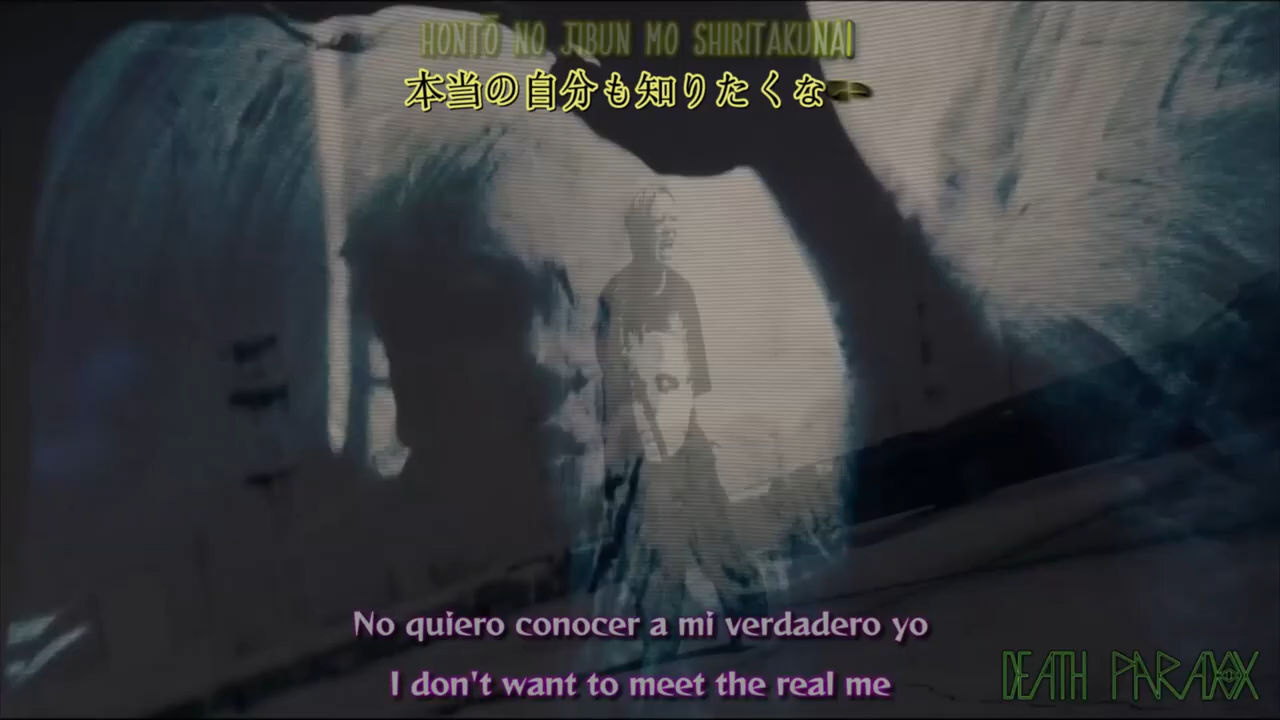 HONTŌ NO JIBUN MO SHIRITAKUNAI
本当の自分も知りたくな
No quiero conocer a mi verdadero yo
I don't want to meet the real me
DEATH PARADOX